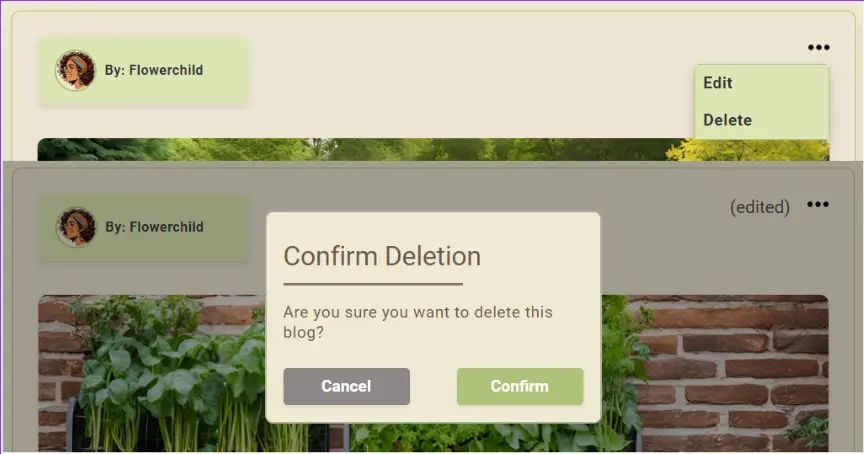 By: Flowerchild
Edit
Delete
By: Flowerchild
(edited)
Confirm Deletion
Are you sure you want to delete this
blog?
Cancel
Confirm